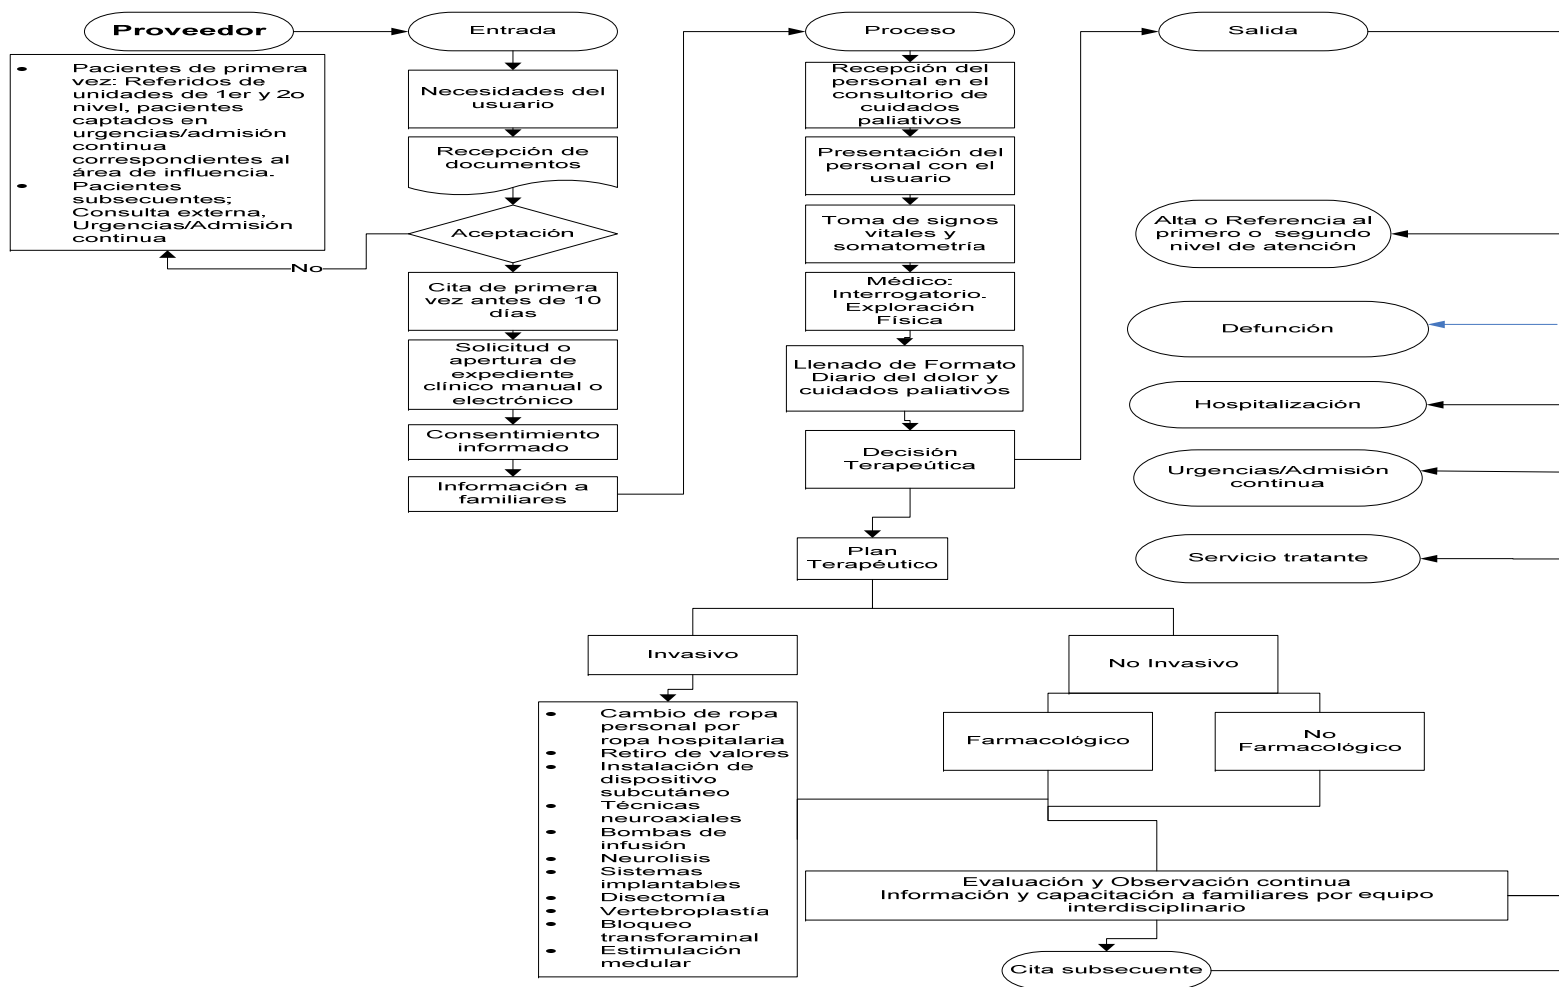 Proveedor
Pacientes de primera
vez: Referidos de
unidades de 1er y 2o
nivel, pacientes
captados en
urgencias/admisión
continua
correspondientes al
área de influencia.
Pacientes
subsecuentes;
Consulta externa,
Urgencias/Admisión
continua
Entrada
Necesidades del
usuario
Recepción de
documentos
Aceptación
No
Cita de primera
vez antes de 10
días
Solicitud o
apertura de
expediente
clínico manual o
electrónico
Consentimiento
informado
Información a
familiares
Proceso
Recepción del
personal en el
consultorio de
cuidados
paliativos
Presentación del
personal con el
usuario
Toma de signos
vitales y
somatometría
Médico:
Interrogatorio.
Exploración
Física
Llenado de Formato
Diario del dolor y
cuidados paliativos
Decisión
Terapeútica
Plan
Terapéutico
Invasivo
Cambio de ropa
personal por
ropa hospitalaria
Retiro de valores
Instalación de
dispositivo
subcutáneo
Técnicas
neuroaxiales
Bombas de
infusión
Neurolisis
Sistemas
implantables
Disectomía
Vertebroplastía
Bloqueo
transforaminal
Estimulación
medular
No Invasivo
Farmacológico
No
Farmacológico
Evaluación y Observación continua
Información y capacitación a familiares por equipo
interdisciplinario
Cita subsecuente
Salida
Alta o Referencia al
primero o segundo
nivel de atención
Defunción
Hospitalización
Urgencias/Admisión
continua
Servicio tratante